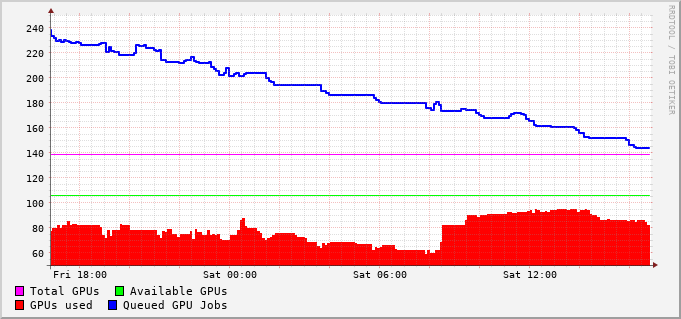 RRDTOOL / TOBI OETIKER
240
220
200
180
160
140
120
100
80
60
Fri 18:00 Sat 00:00 Sat 06:00 Sat 12:00
Total GPUs Available GPUs
GPUs used Queued GPU Jobs